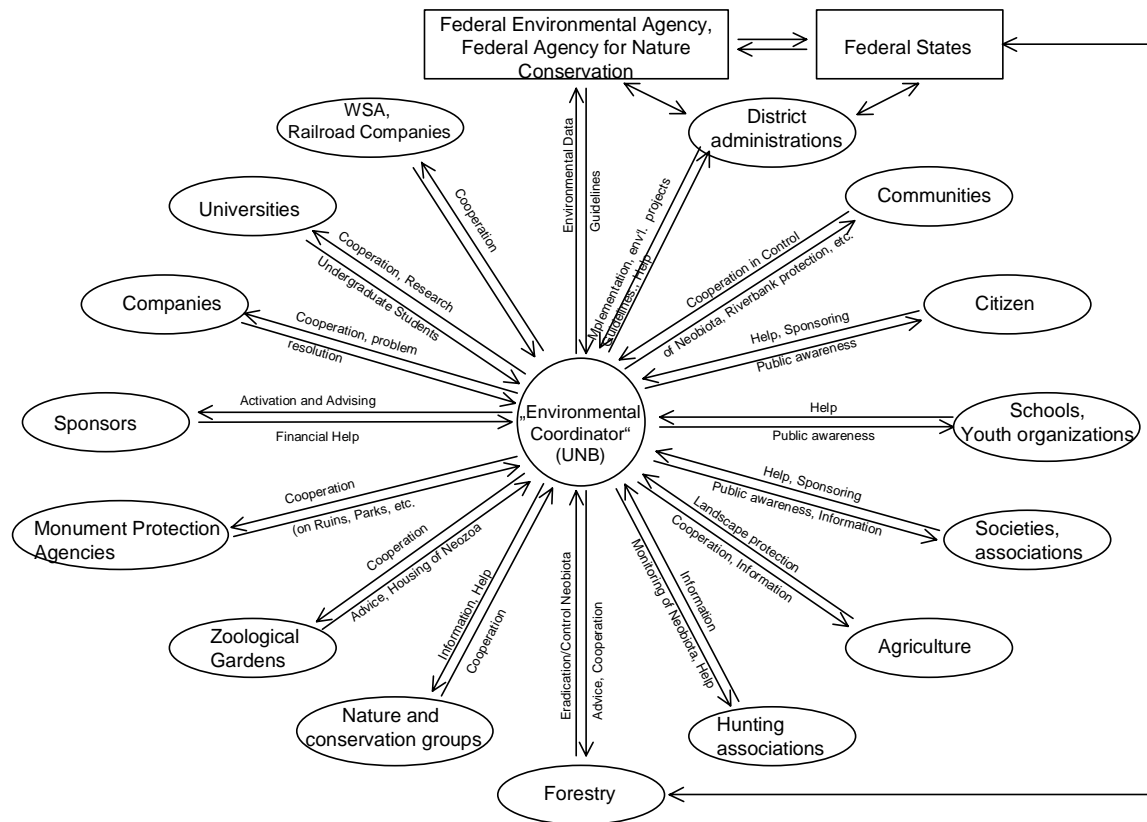 Federal Environmental Agency,
Federal Agency for Nature
Conservation
Federal States
WSA,
Railroad Companies
District
administrations
Universities
Communities
Companies
Citizen
Sponsors
Schools,
Youth organizations
Monument Protection
Agencies
Societies,
associations
Zoological
Gardens
Agriculture
Nature and
conservation groups
Hunting
associations
Forestry
„Environmental
Coordinator“
(UNB)
Environmental Data
Guidelines
Mplementation, env'l. projects
Guidelines., Help
Cooperation in Control
of Neobiota, Riverbank protection, etc.
Help, Sponsoring
Public awareness
Help
Public awareness
Help, Sponsoring
Public awareness, Information
Landscape protection
Cooperation, Information
Information
Monitoring of Neobiota, Help
Eradication/Control Neobiota
Advice, Cooperation
Information, Help
Cooperation
Cooperation
Advice, Housing of Neozoa
Cooperation
(on Ruins, Parks, etc.
Activation and Advising
Financial Help
Cooperation, problem
resolution
Cooperation, Research
Undergraduate Students
Cooperation